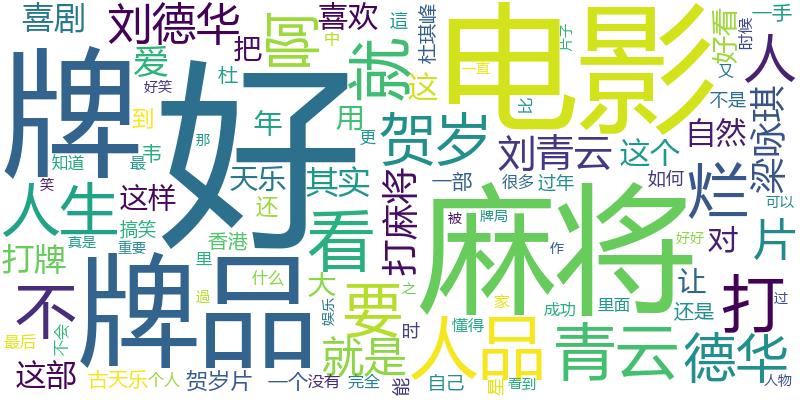 喜剧
刘德华
啊
喜欢
把
爱
好笑
杜
就
杜琪峰
這
中
这
一直
电影
片子
好看
一手
时候
又
人
比
不是
牌
好
到
那
年
用
更
贺岁
刘青云
这个
自然
梁咏琪
知道
最
韦
天乐
其实
一部
很多
过年
如何
烂
可以
笑
这样
还
人生
搞笑
看
打麻将
被
牌局
麻将
好好
对
片
真是
重要
香港
里
作
打牌
牌品
什么
大
之
家
让
打
过
不
過
娱乐
要
时
成功
里面
还是
最后
不会
就是
人品
懂得
青云
德华
这部
古天乐
个人
贺岁片
一个
没有
完全
能
自己
星
看到
人物